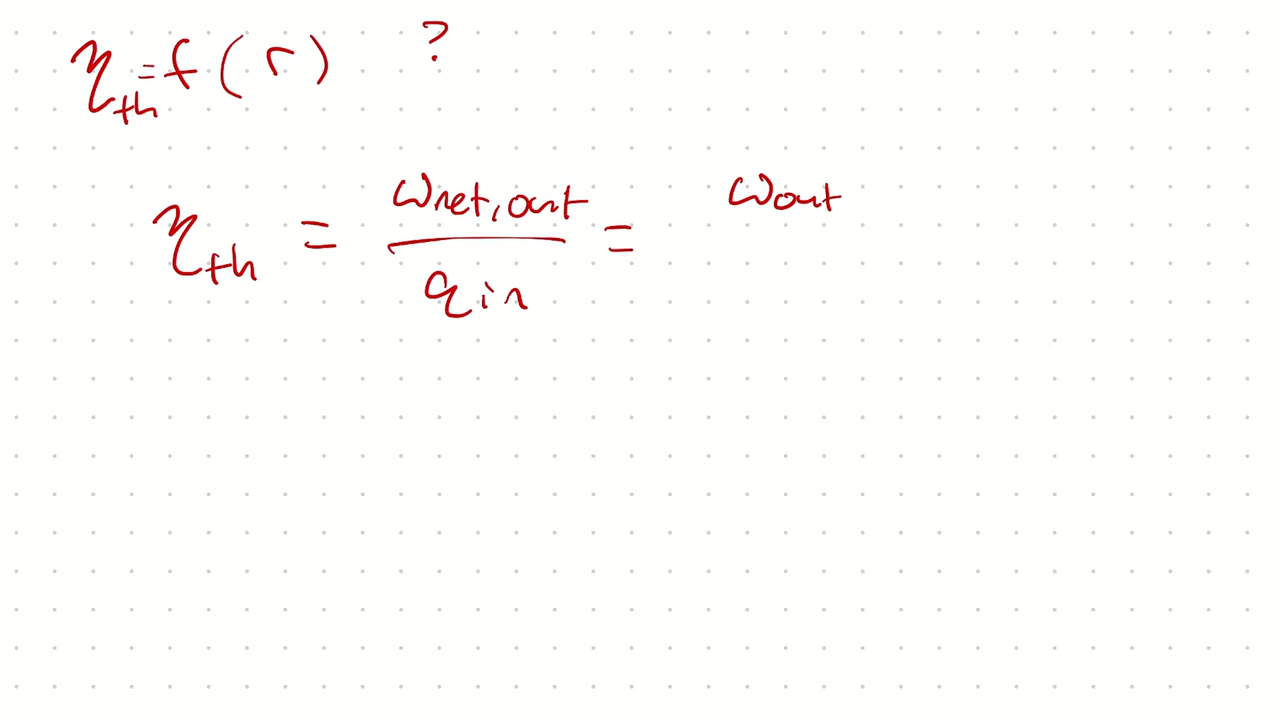 η_th = f(r) ?
η_th = w_net,out / q_in = w_out